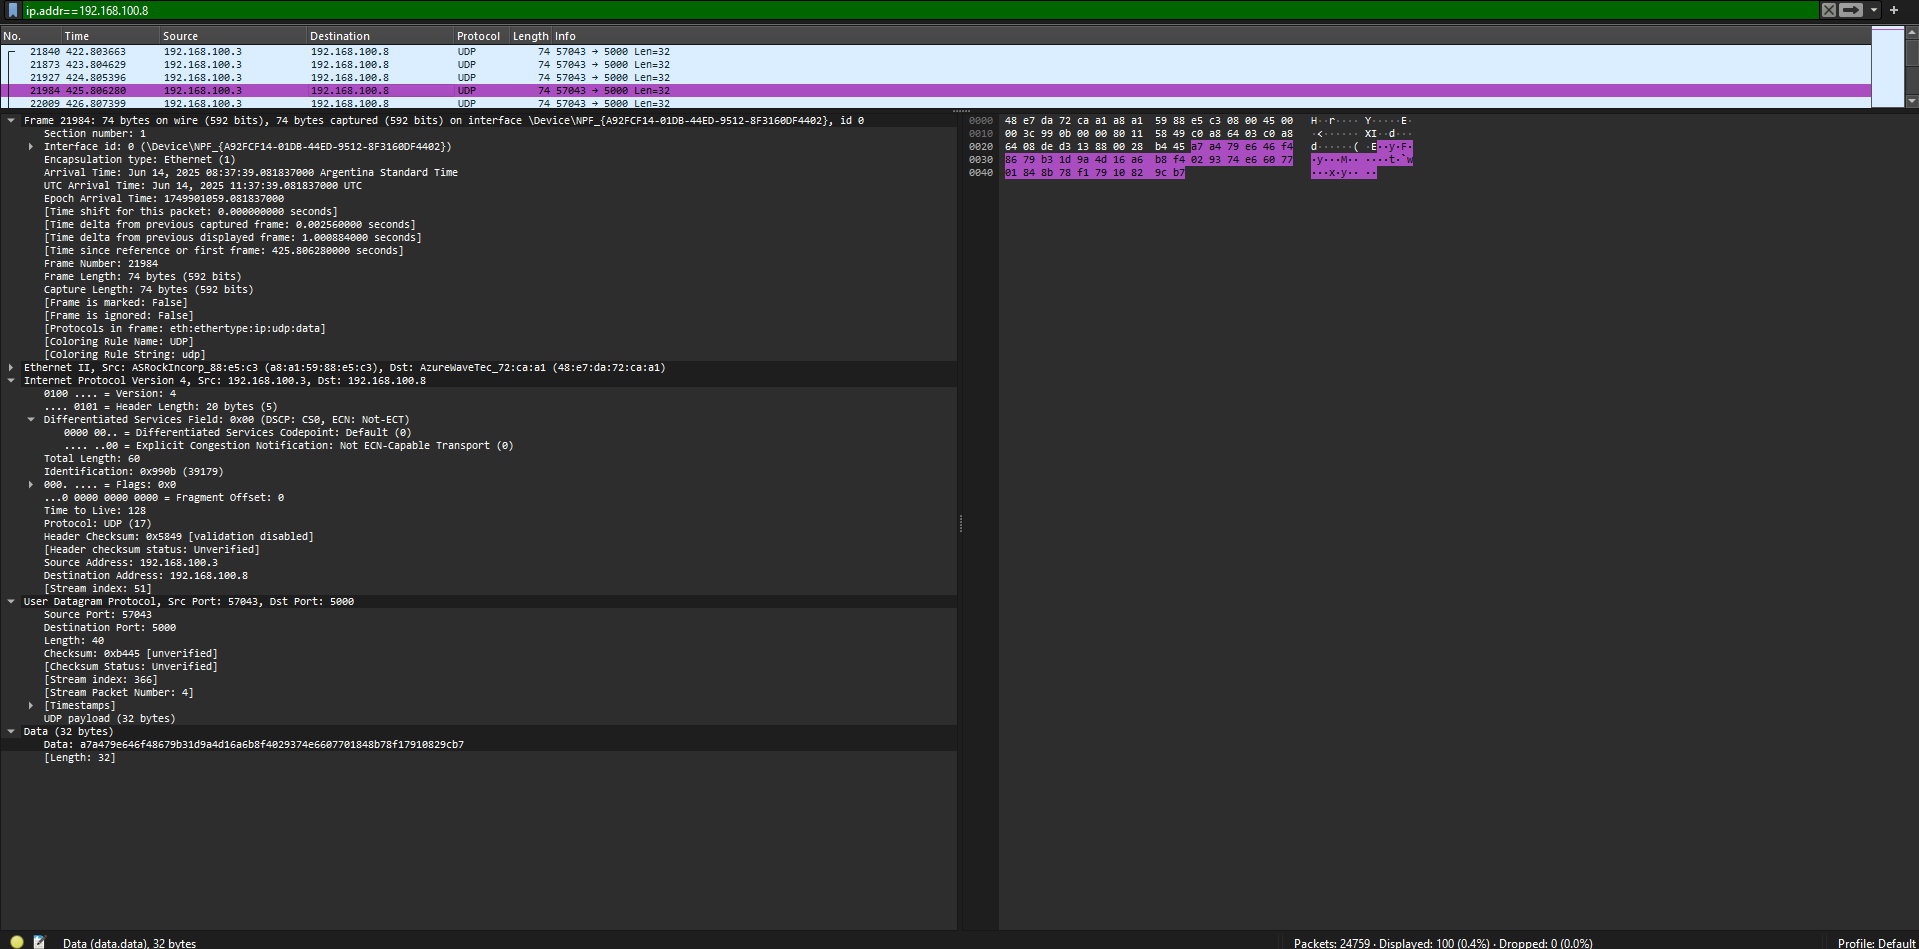 ip.addr==192.168.100.8
No. Time Source Destination Protocol Length Info
21840 422.803663 192.168.100.3 192.168.100.8 UDP 74 57043 → 5000 Len=32
21873 423.804629 192.168.100.3 192.168.100.8 UDP 74 57043 → 5000 Len=32
21927 424.805396 192.168.100.3 192.168.100.8 UDP 74 57043 → 5000 Len=32
21984 425.806280 192.168.100.3 192.168.100.8 UDP 74 57043 → 5000 Len=32
22009 426.807399 192.168.100.3 192.168.100.8 UDP 74 57043 → 5000 Len=32
Frame 21984: 74 bytes on wire (592 bits), 74 bytes captured (592 bits) on interface \Device\NPF_{A92FCF14-01DB-44ED-9512-8F3160DF4402}, id 0
Section number: 1
Interface id: 0 (\Device\NPF_{A92FCF14-01DB-44ED-9512-8F3160DF4402})
Encapsulation type: Ethernet (1)
Arrival Time: Jun 14, 2025 08:37:39.081837000 Argentina Standard Time
UTC Arrival Time: Jun 14, 2025 11:37:39.081837000 UTC
Epoch Arrival Time: 1749901059.081837000
[Time shift for this packet: 0.000000000 seconds]
[Time delta from previous captured frame: 0.002560000 seconds]
[Time delta from previous displayed frame: 1.000884000 seconds]
[Time since reference or first frame: 425.806280000 seconds]
Frame Number: 21984
Frame Length: 74 bytes (592 bits)
Capture Length: 74 bytes (592 bits)
[Frame is marked: False]
[Frame is ignored: False]
[Protocols in frame: eth:ethertype:ip:udp:data]
[Coloring Rule Name: UDP]
[Coloring Rule String: udp]
Ethernet II, Src: ASRockIncorp_88:e5:c3 (a8:a1:59:88:e5:c3), Dst: AzureWaveTec_72:ca:a1 (48:e7:da:72:ca:a1)
Internet Protocol Version 4, Src: 192.168.100.3, Dst: 192.168.100.8
0100 .... = Version: 4
.... 0101 = Header Length: 20 bytes (5)
Differentiated Services Field: 0x00 (DSCP: CS0, ECN: Not-ECT)
0000 00.. = Differentiated Services Codepoint: Default (0)
.... ..00 = Explicit Congestion Notification: Not ECN-Capable Transport (0)
Total Length: 60
Identification: 0x990b (39179)
000. .... = Flags: 0x0
...0 0000 0000 0000 = Fragment Offset: 0
Time to Live: 128
Protocol: UDP (17)
Header Checksum: 0x5849 [validation disabled]
[Header checksum status: Unverified]
Source Address: 192.168.100.3
Destination Address: 192.168.100.8
[Stream index: 51]
User Datagram Protocol, Src Port: 57043, Dst Port: 5000
Source Port: 57043
Destination Port: 5000
Length: 40
Checksum: 0xb445 [unverified]
[Checksum Status: Unverified]
[Stream index: 366]
[Stream Packet Number: 4]
[Timestamps]
UDP payload (32 bytes)
Data (32 bytes)
Data: a7a479e646f48679b31d9a4d16a6b8f4029374e6607701848b78f17910829cb7
[Length: 32]
0000 48 e7 da 72 ca a1 a8 a1 59 88 e5 c3 08 00 45 00 H··r···· Y·····E·
0010 00 3c 99 0b 00 00 80 11 58 49 c0 a8 64 03 c0 a8 ·<······ XI··d···
0020 64 08 de d3 13 88 00 28 b4 45 a7 a4 79 e6 46 f4 d······( ·E··y·F·
0030 86 79 b3 1d 9a 4d 16 a6 b8 f4 02 93 74 e6 60 77 ·y···M·· ····t·`w
0040 01 84 8b 78 f1 79 10 82 9c b7 ···x·y·· ··
Data (data.data), 32 bytes
Packets: 24759 · Displayed: 100 (0.4%) · Dropped: 0 (0.0%)
Profile: Default